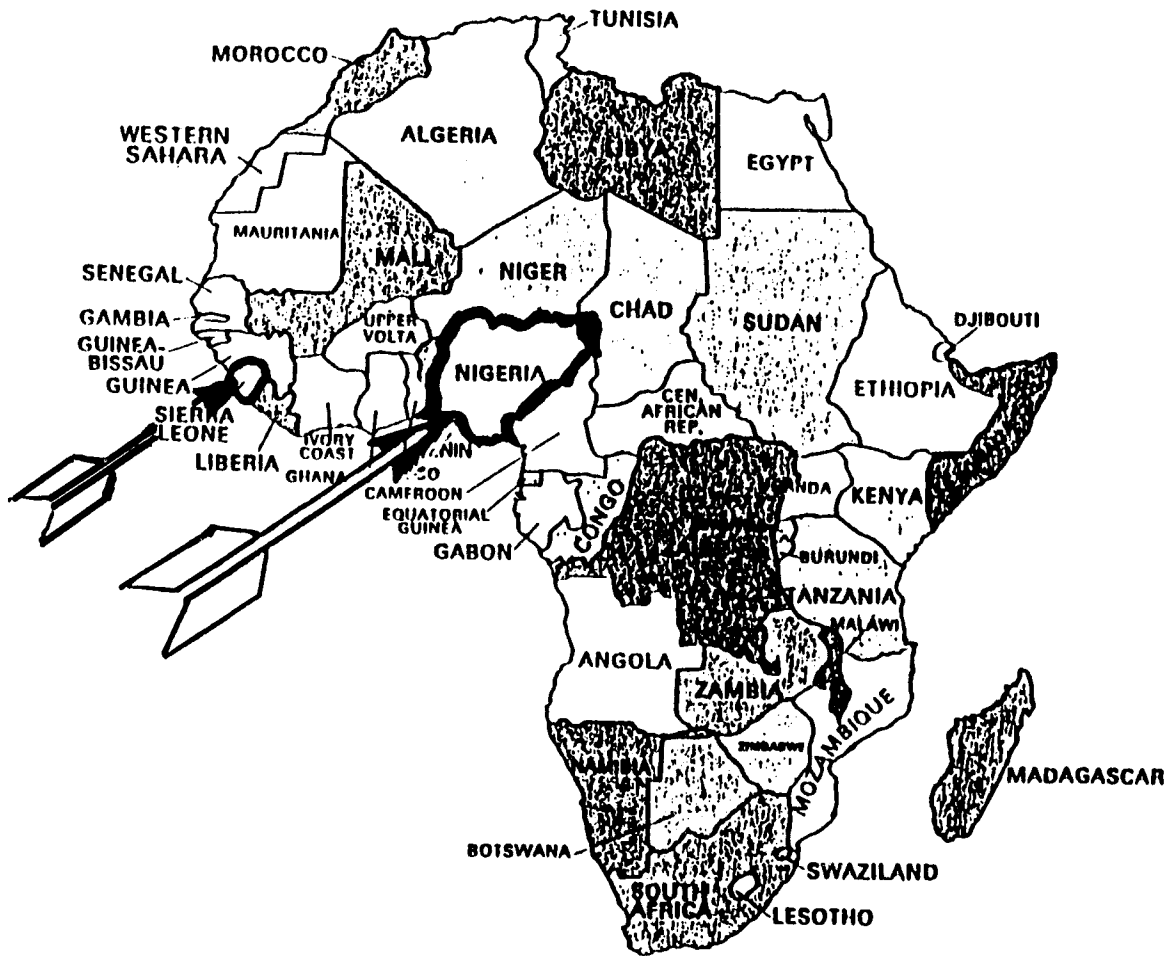 TUNISIA
MOROCCO
WESTERN
SAHARA
ALGERIA
LIBYA
EGYPT
MAURITANIA
MALI
NIGER
CHAD
SUDAN
SENEGAL
GAMBIA
GUINEA-
BISSAU
GUINEA
SIERRA
LEONE
LIBERIA
UPPER
VOLTA
IVORY
COAST
GHANA
NIGERIA
DJIBOUTI
ETHIOPIA
CEN.
AFRICAN
REP.
CAMEROON
EQUATORIAL
GUINEA
GABON
CONGO
KENYA
BURUNDI
TANZANIA
MALAWI
ANGOLA
ZAMBIA
MOZAMBIQUE
NAMIBIA
MADAGASCAR
BOTSWANA
SWAZILAND
SOUTH
AFRICA
LESOTHO